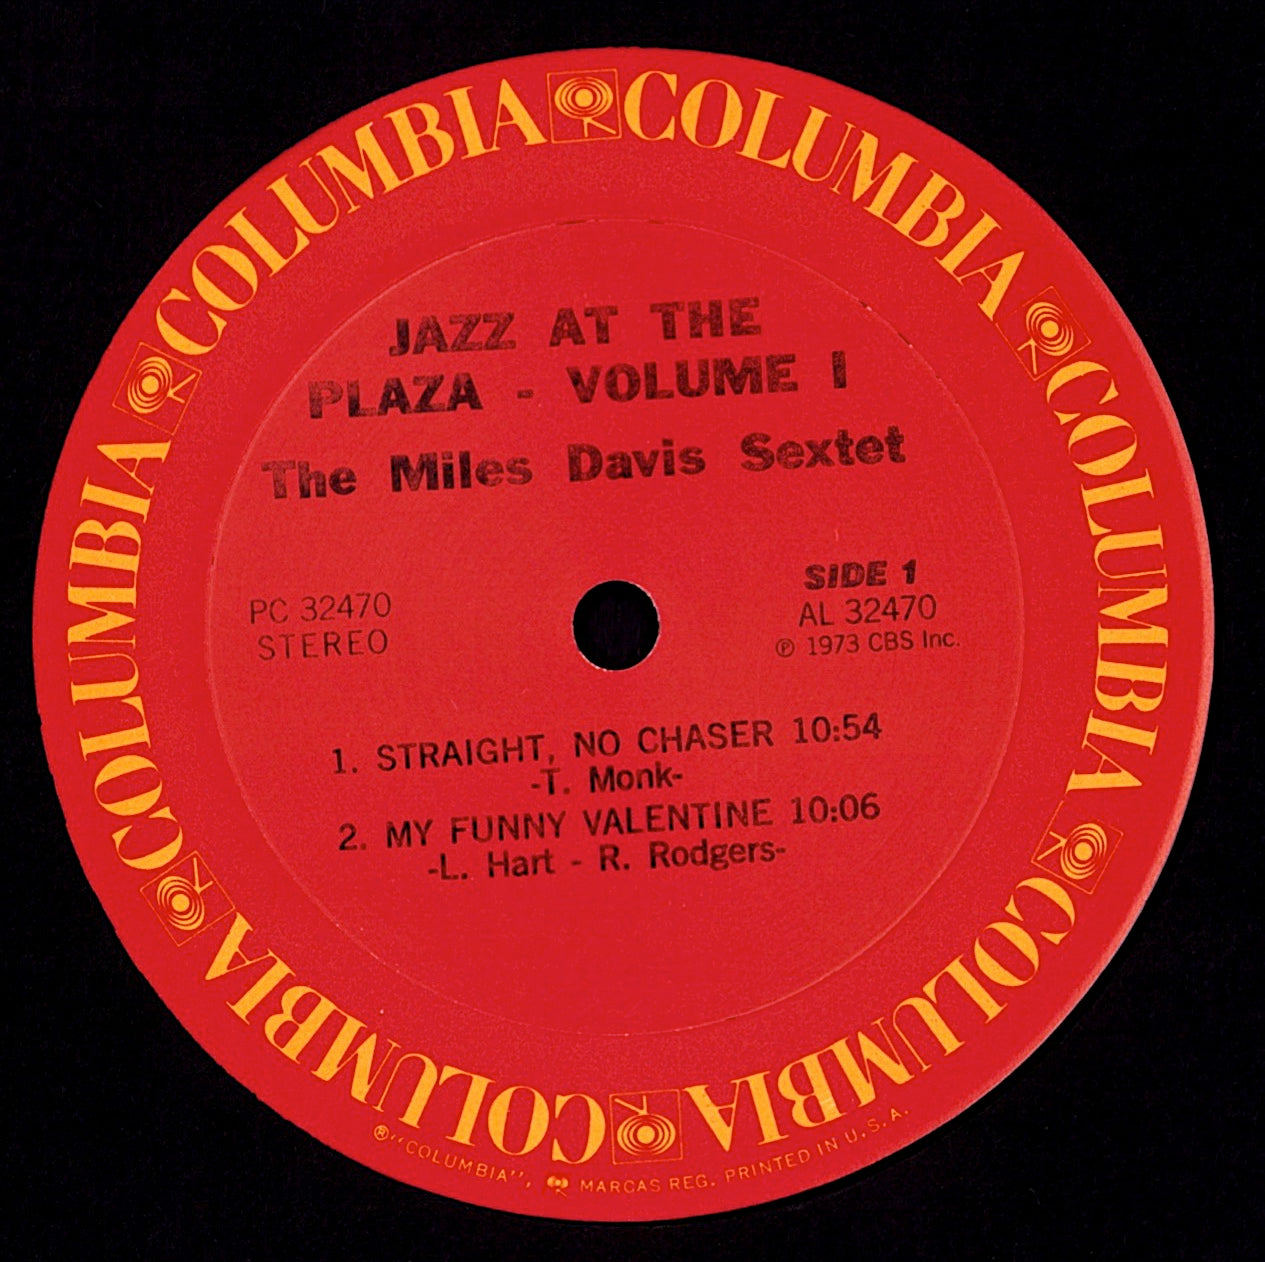 COLUMBIA COLUMBIA COLUMBIA COLUMBIA COLUMBIA COLUMBIA
JAZZ AT THE
PLAZA - VOLUME I
The Miles Davis Sextet
PC 32470
STEREO
SIDE 1
AL 32470
℗ 1973 CBS Inc.
1. STRAIGHT, NO CHASER 10:54
-T. Monk-
2. MY FUNNY VALENTINE 10:06
-L. Hart - R. Rodgers-
®"COLUMBIA", MARCAS REG. PRINTED IN U.S.A.